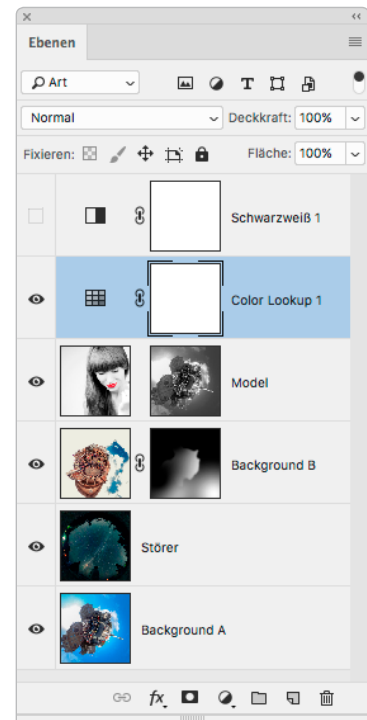 Ebenen
Art
Normal Deckkraft: 100%
Fixieren: Fläche: 100%
Schwarzweiß 1
Color Lookup 1
Model
Background B
Störer
Background A
fx